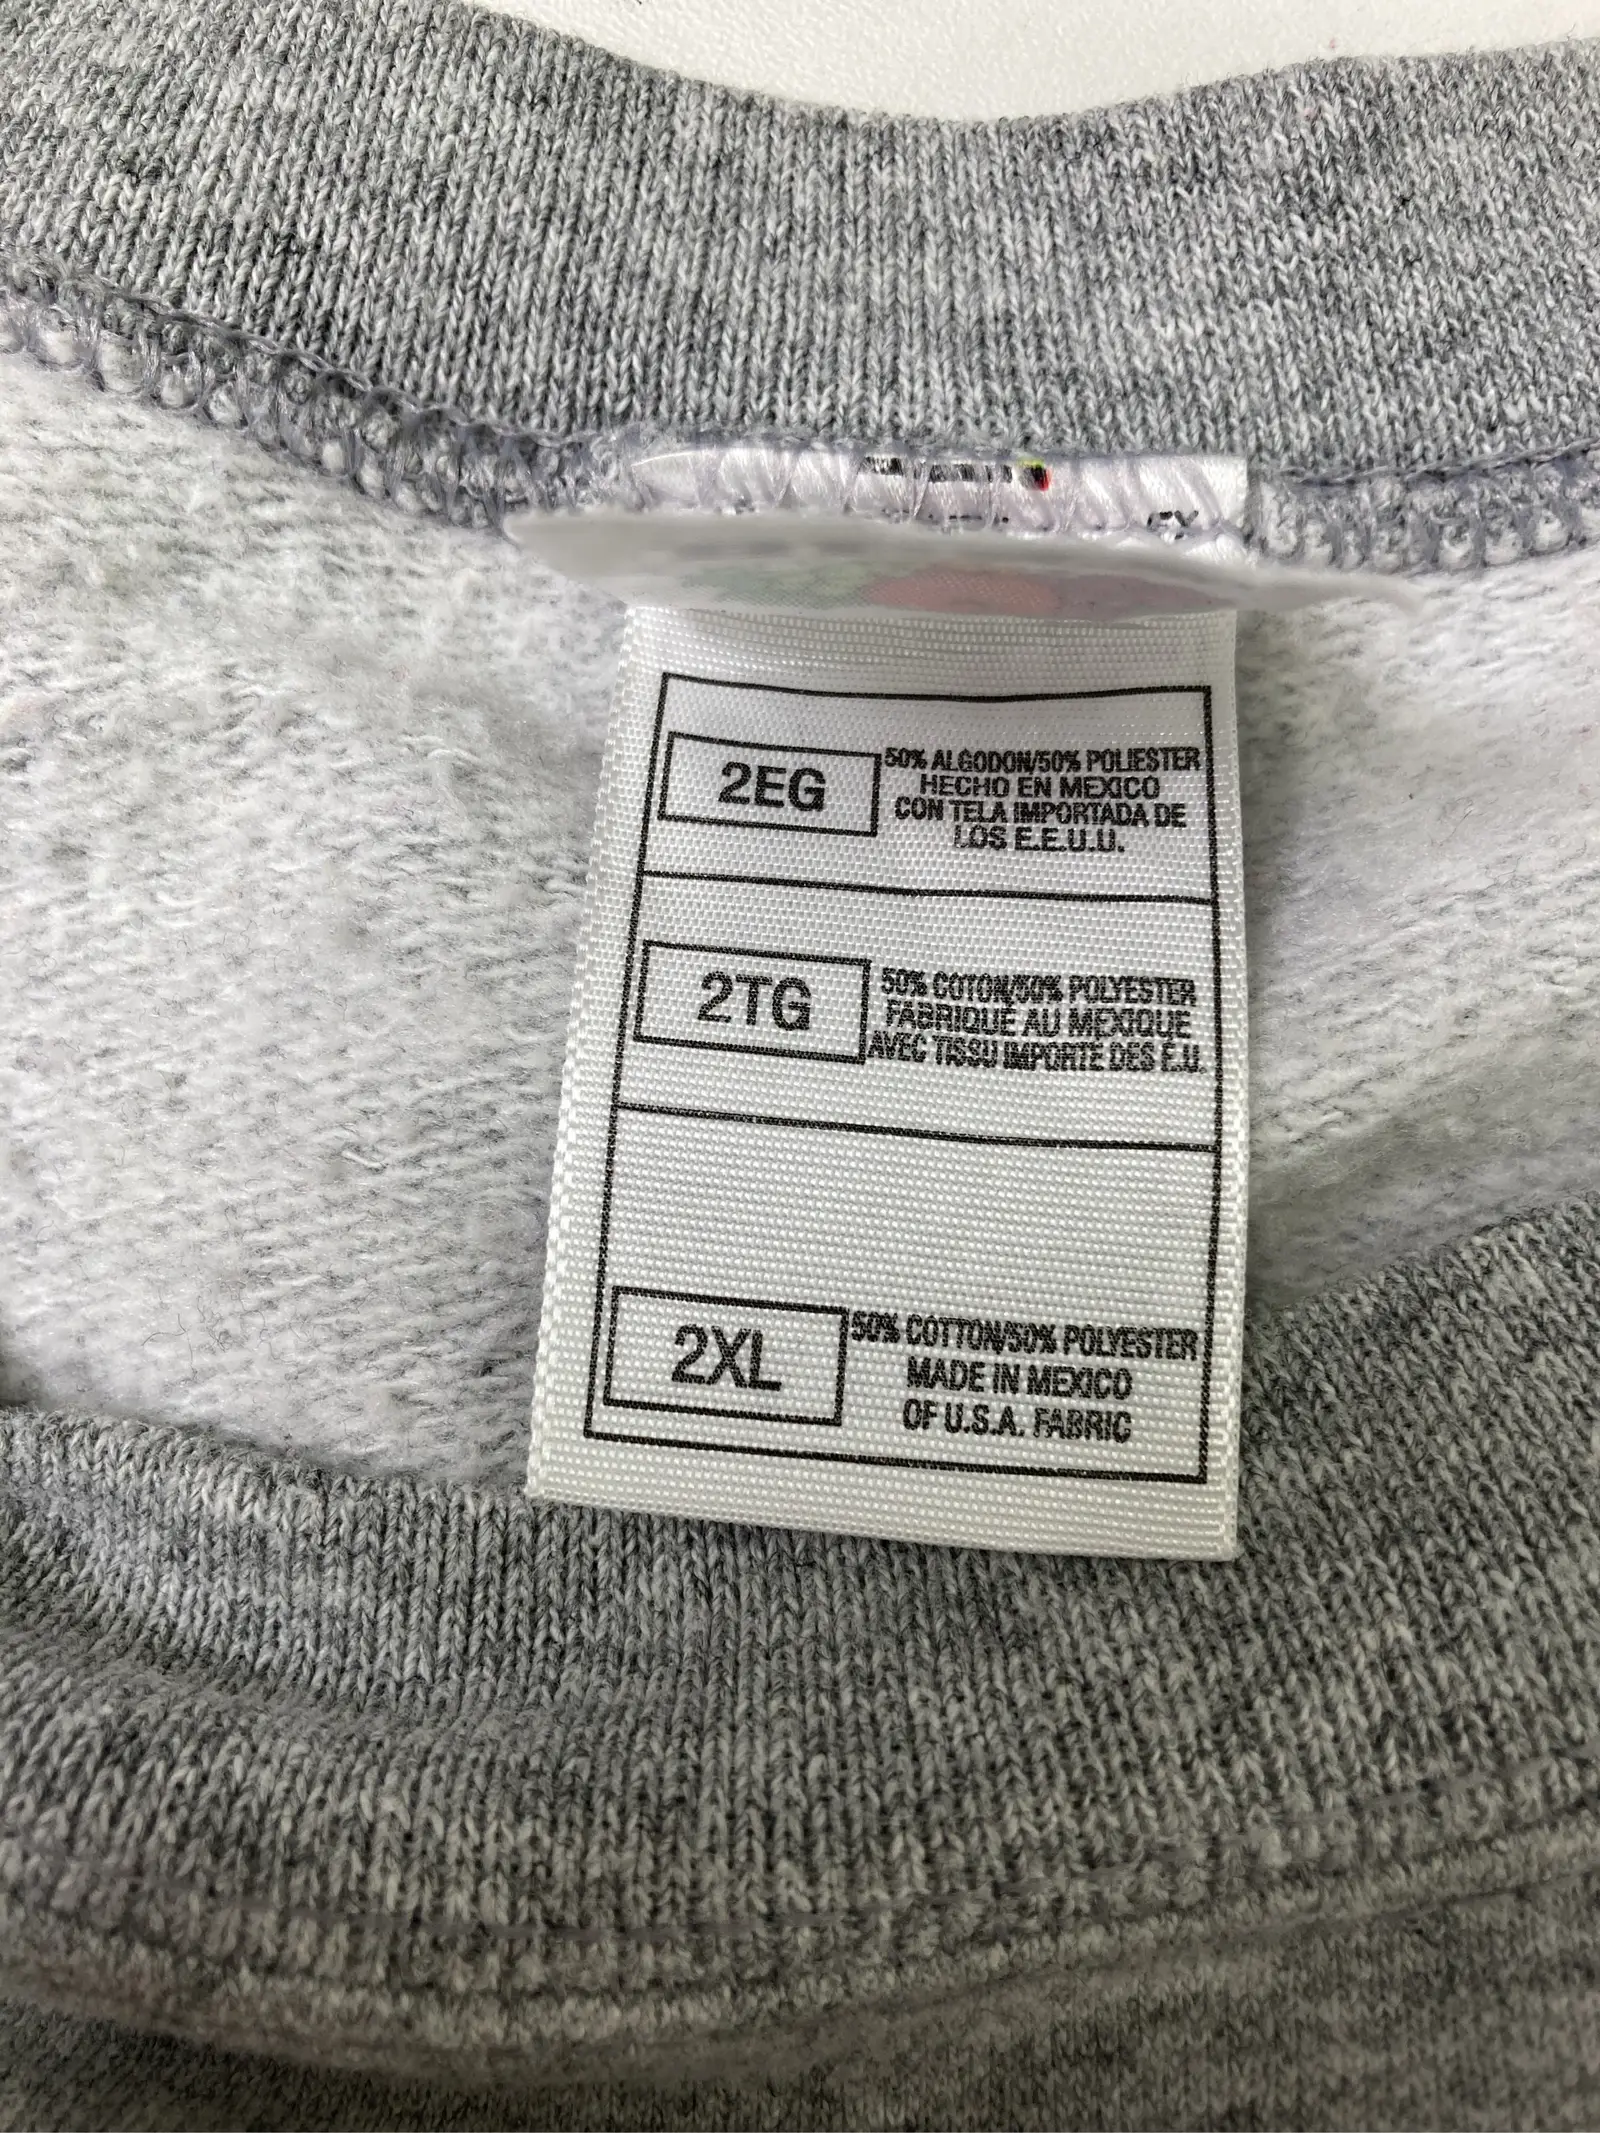 2EG
50% ALGODON/50% POLIESTER
HECHO EN MEXICO
CON TELA IMPORTADA DE
LOS E.E.U.U.
2TG
50% COTON/50% POLYESTER
FABRIQUÉ AU MEXIQUE
AVEC TISSU IMPORTÉ DES É.U.
2XL
50% COTTON/50% POLYESTER
MADE IN MEXICO
OF U.S.A. FABRIC